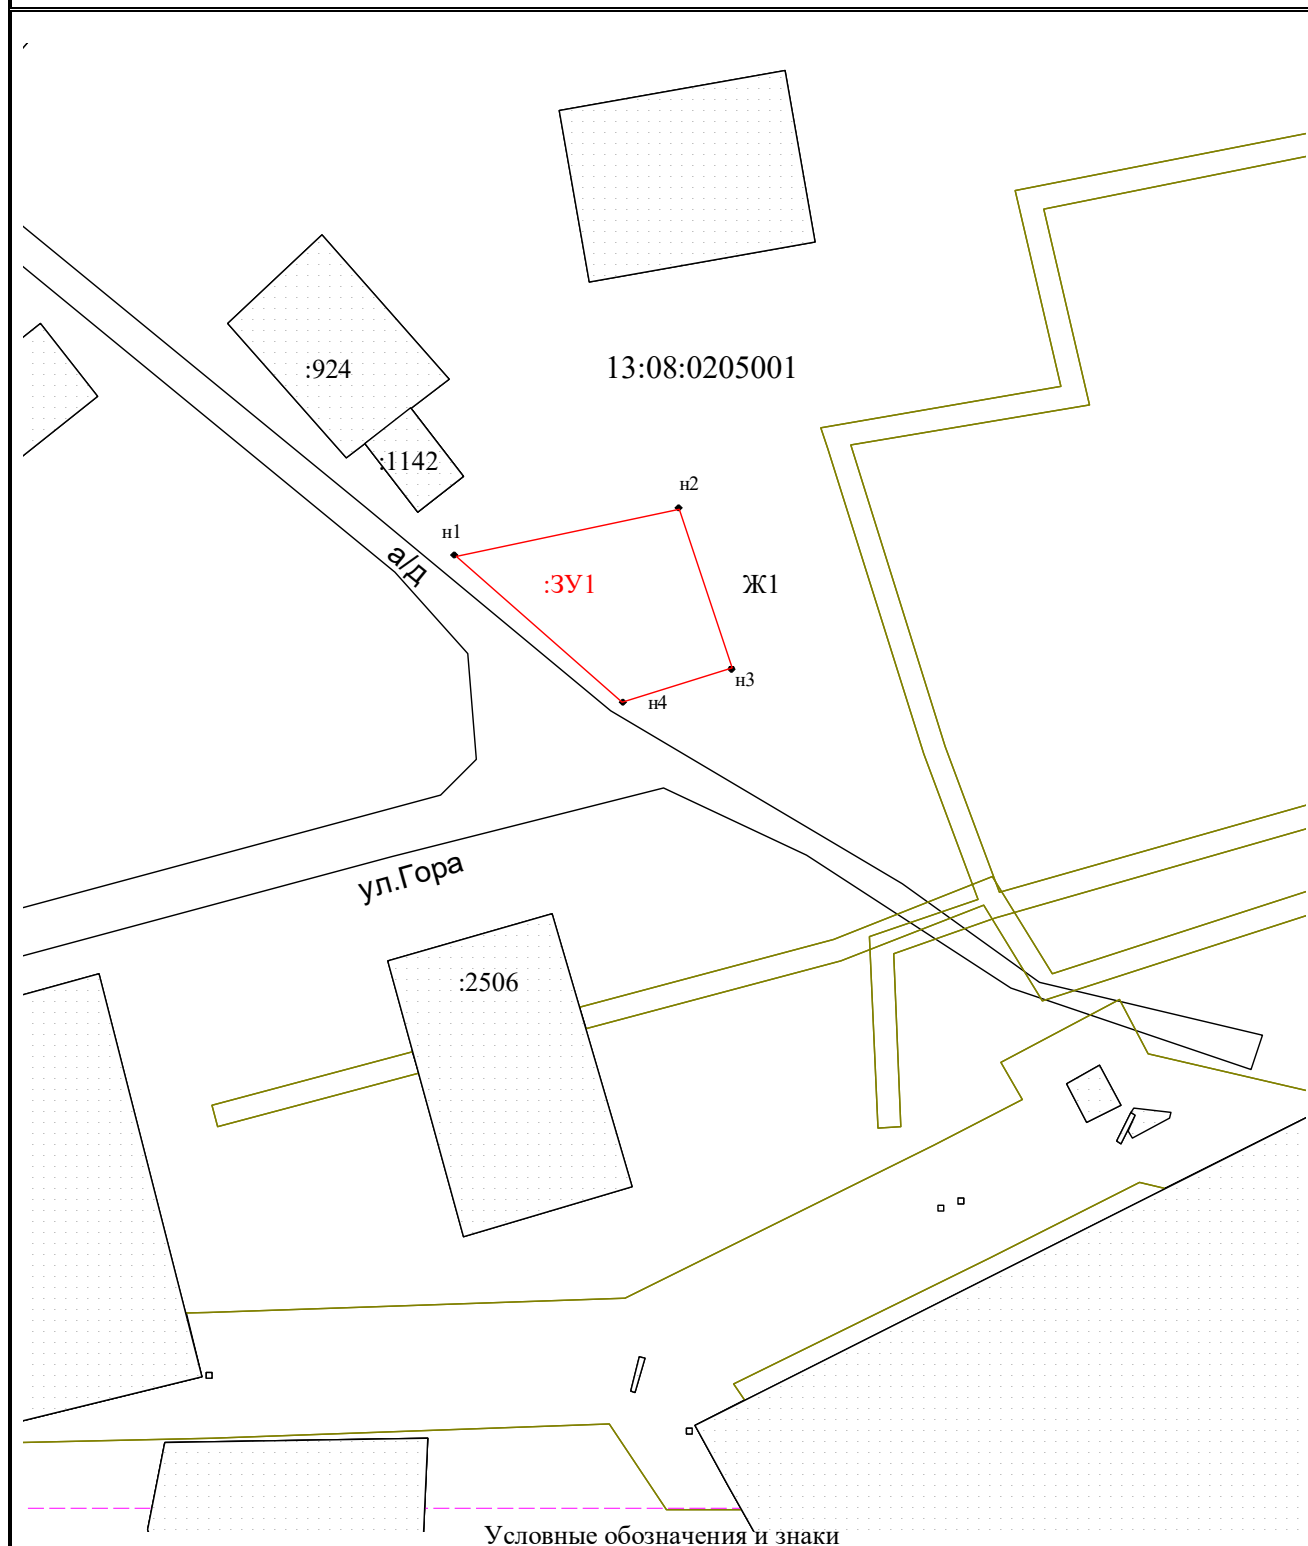 :924
13:08:0205001
:1142
н2
н1
а/д
:ЗУ1
Ж1
н3
н4
ул.Гора
:2506
Условные обозначения и знаки